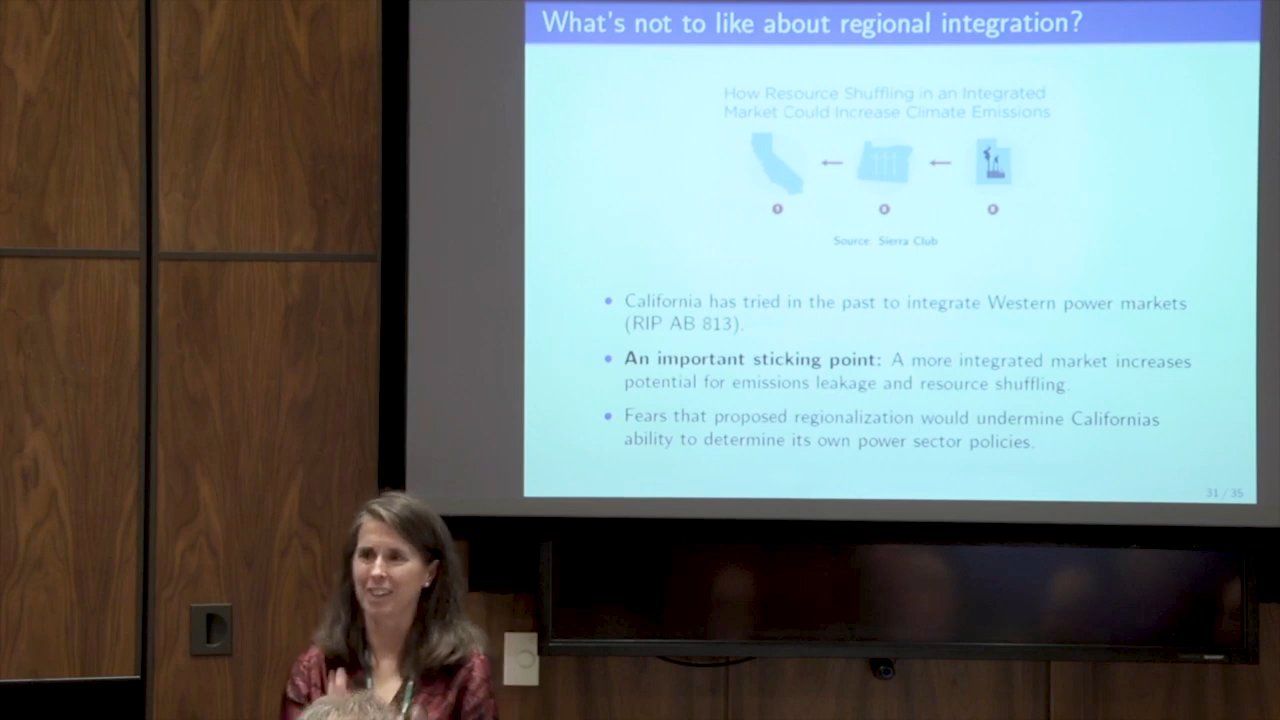 What's not to like about regional integration?
How Resource Shuffling in an Integrated
Market Could Increase Climate Emissions
Source: Sierra Club
• California has tried in the past to integrate Western power markets
(RIP AB 813).
• An important sticking point: A more integrated market increases
potential for emissions leakage and resource shuffling.
• Fears that proposed regionalization would undermine Californias
ability to determine its own power sector policies.
31 / 35